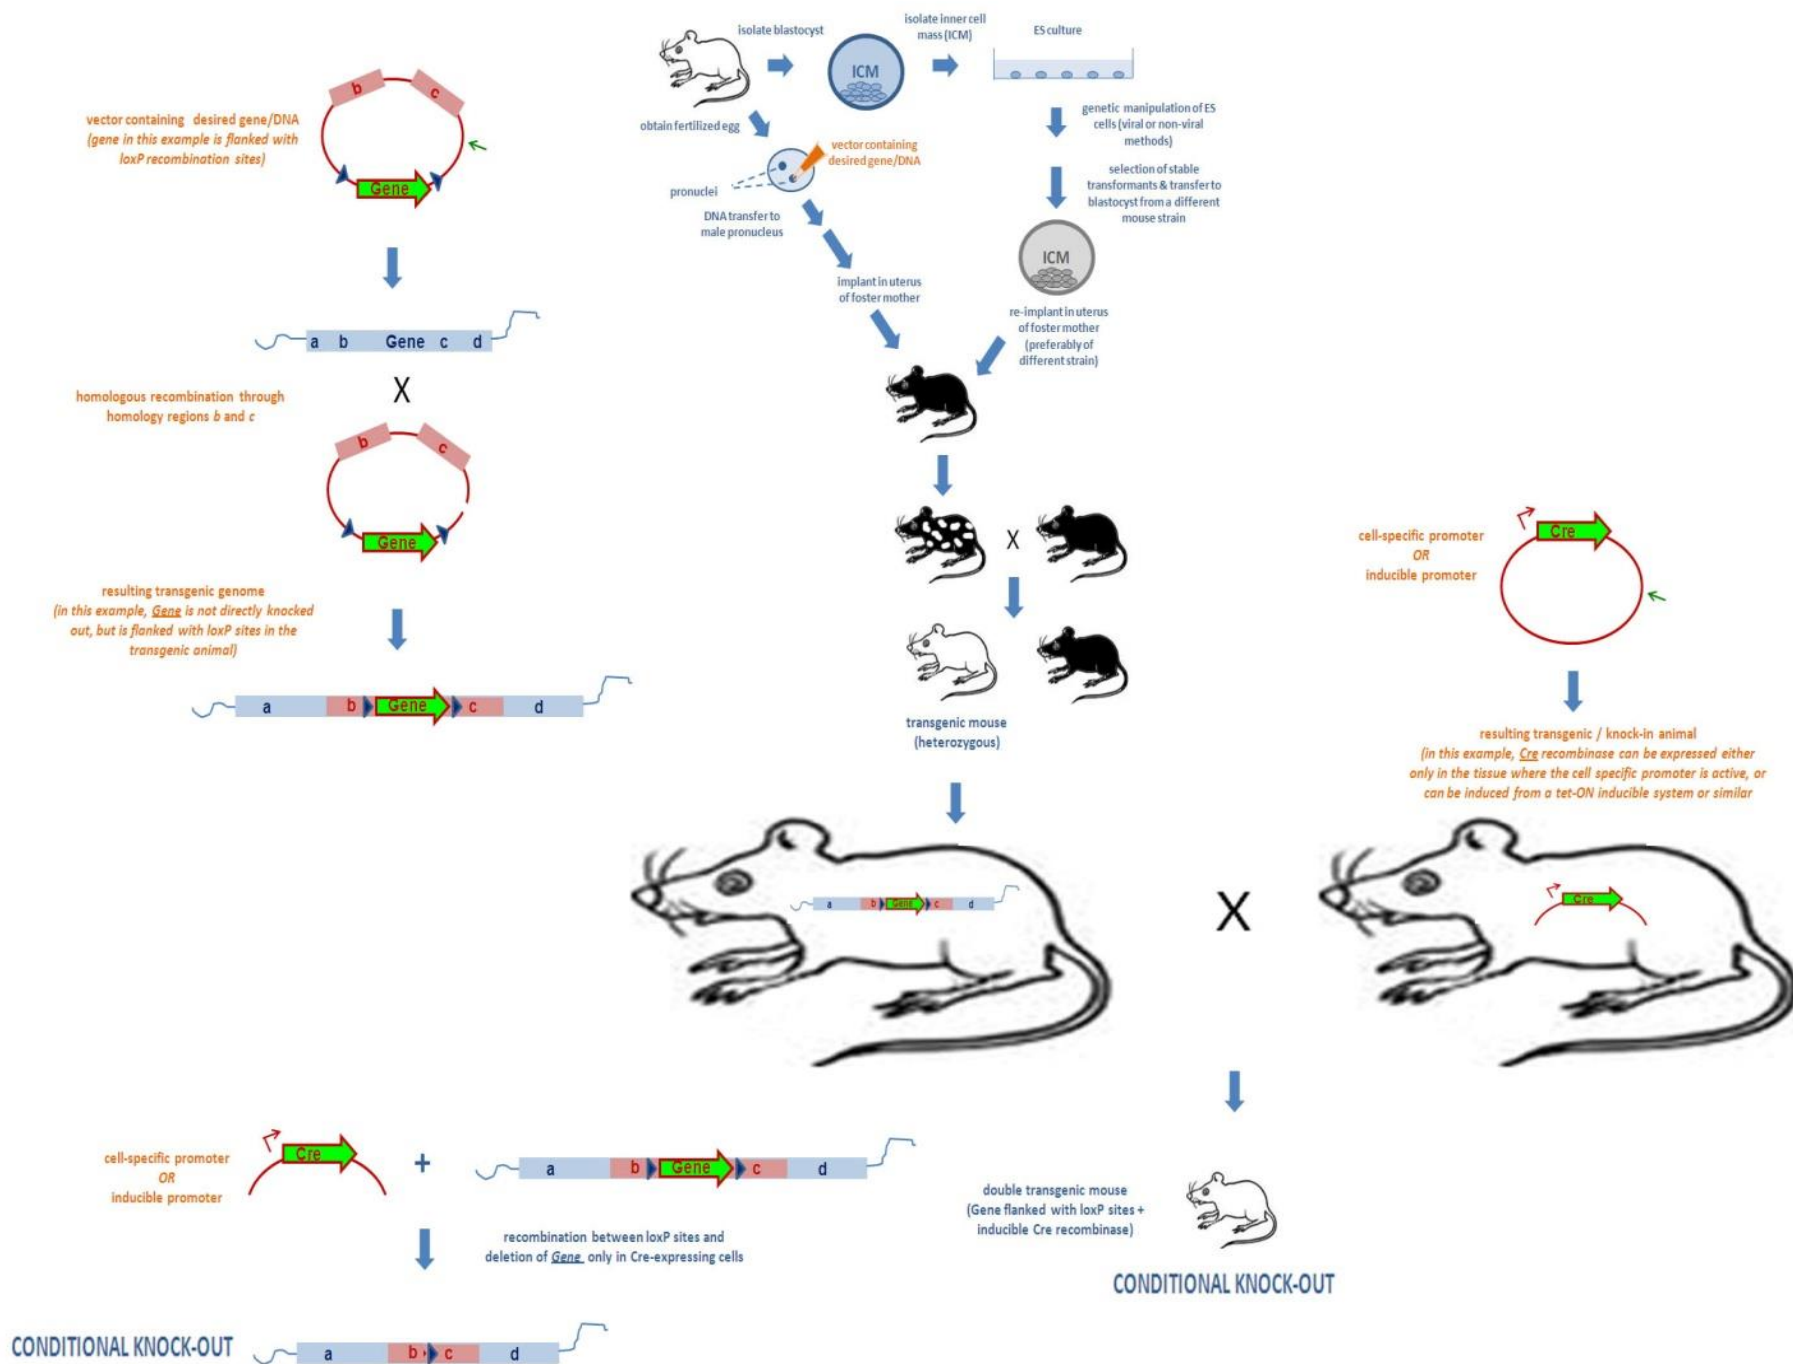 b
c
vector containing desired gene/DNA
(gene in this example is flanked with
loxP recombination sites)
Gene
a b Gene c d
X
homologous recombination through
homology regions b and c
b
c
Gene
resulting transgenic genome
(in this example, Gene is not directly knocked
out, but is flanked with loxP sites in the
transgenic animal)
a b Gene c d
isolate blastocyst
ICM
isolate inner cell
mass (ICM)
ES culture
obtain fertilized egg
vector containing
desired gene/DNA
pronuclei
DNA transfer to
male pronucleus
implant in uterus
of foster mother
genetic manipulation of ES
cells (viral or non-viral
methods)
selection of stable
transformants & transfer to
blastocyst from a different
mouse strain
ICM
re-implant in uterus
of foster mother
(preferably of
different strain)
X
transgenic mouse
(heterozygous)
cell-specific promoter
OR
inducible promoter
Cre
resulting transgenic / knock-in animal
(in this example, Cre recombinase can be expressed either
only in the tissue where the cell specific promoter is active, or
can be induced from a tet-ON inducible system or similar
a b Gene c d
X
Cre
cell-specific promoter
OR
inducible promoter
Cre
+
a b Gene c d
recombination between loxP sites and
deletion of Gene only in Cre-expressing cells
CONDITIONAL KNOCK-OUT
a b c d
double transgenic mouse
(Gene flanked with loxP sites +
inducible Cre recombinase)
CONDITIONAL KNOCK-OUT